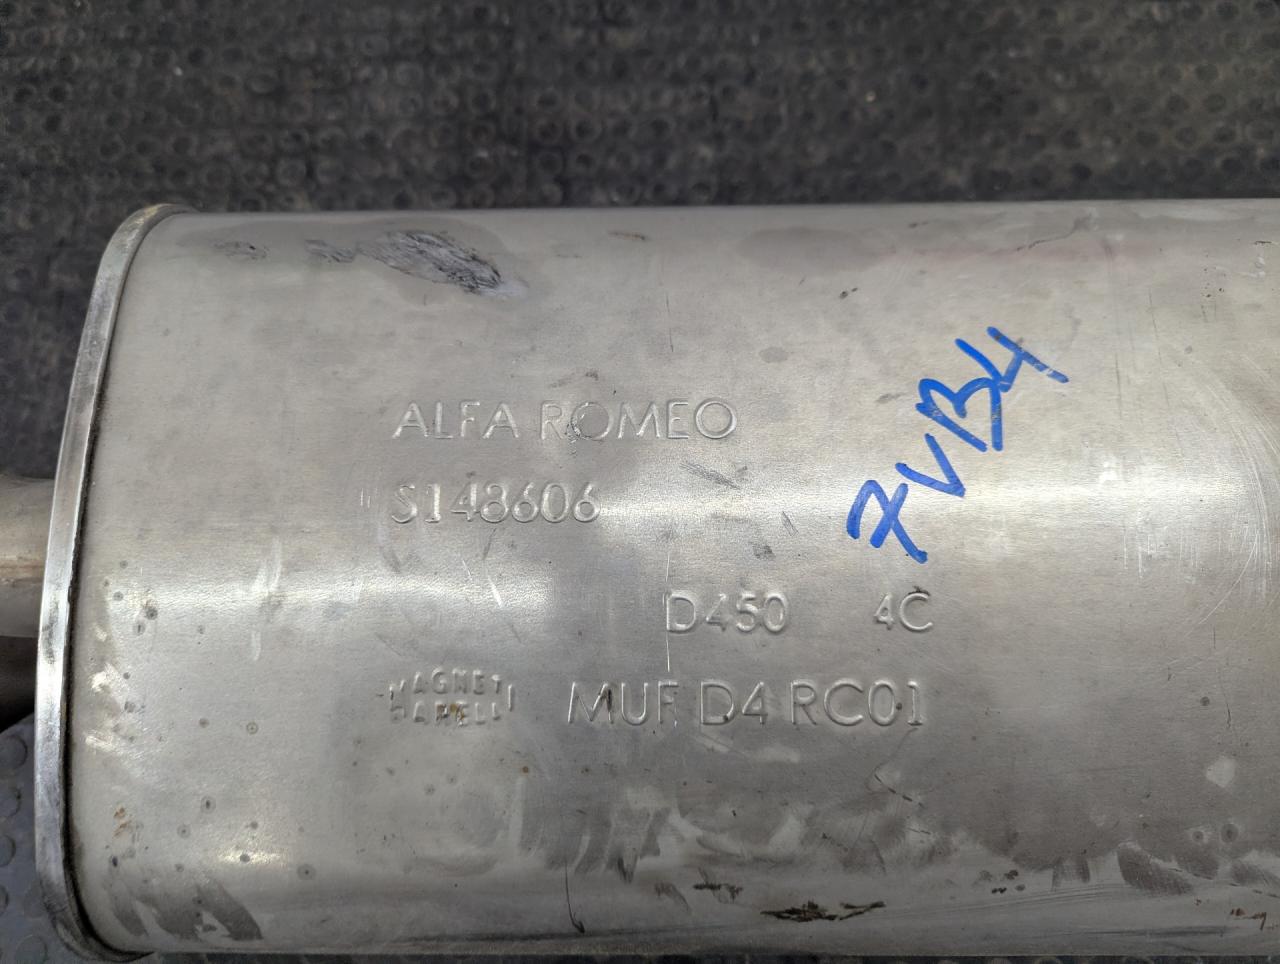 ALFA ROMEO
S148606
7VB4
D450 4C
MAGNETI
MARELLI
MUF D4 RC01